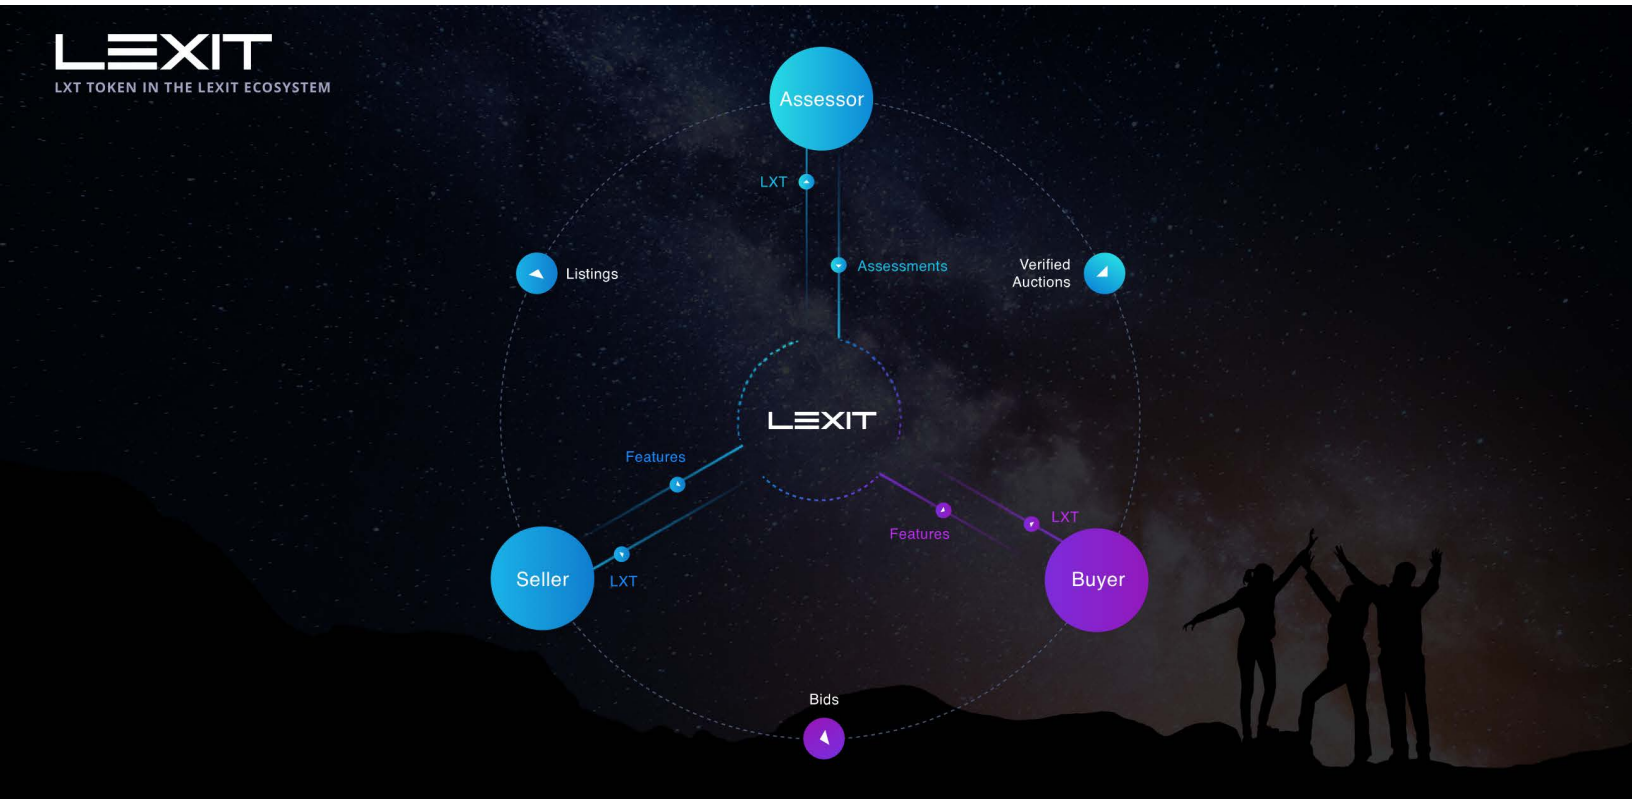 LEXIT
LXT TOKEN IN THE LEXIT ECOSYSTEM
Assessor
LXT
Assessments
Listings
Verified
Auctions
LEXIT
Features
LXT
Features
LXT
Seller
Buyer
Bids